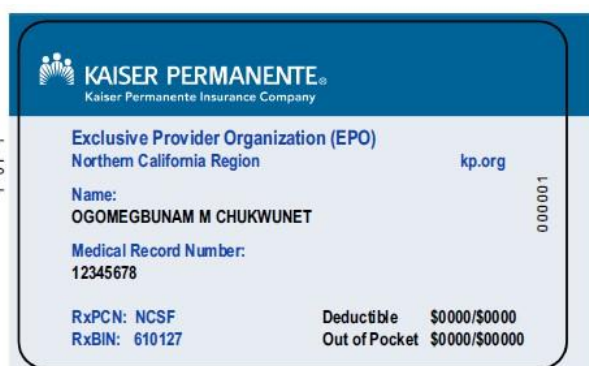 KAISER PERMANENTE®
Kaiser Permanente Insurance Company
Exclusive Provider Organization (EPO)
Northern California Region kp.org
Name:
OGOMEGBUNAM M CHUKWUNET
000001
Medical Record Number:
12345678
RxPCN: NCSF Deductible $0000/$0000
RxBIN: 610127 Out of Pocket $0000/$00000